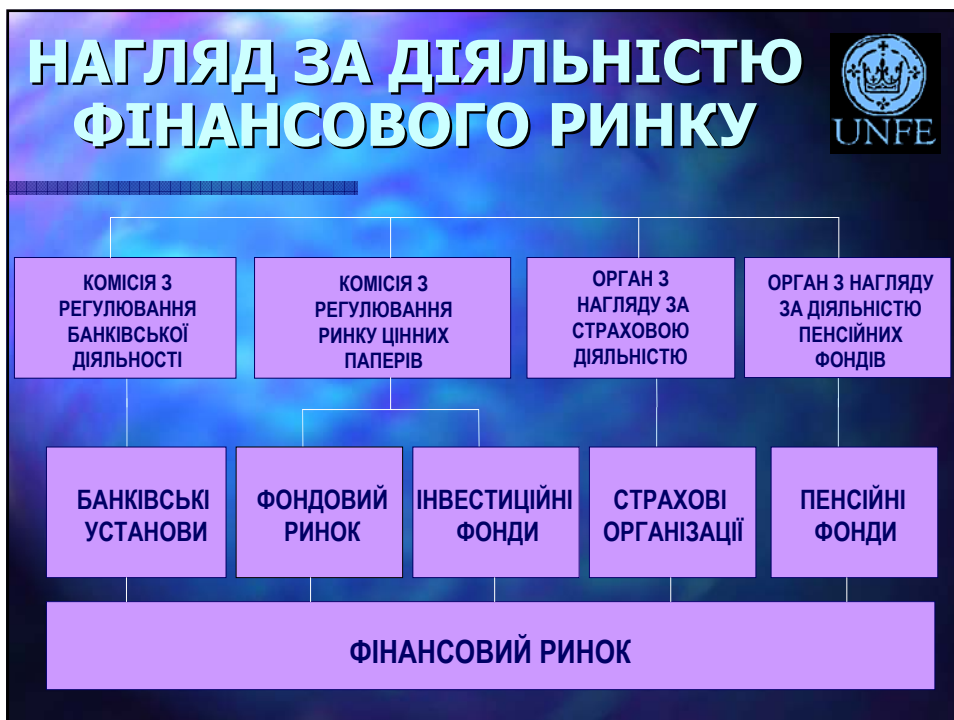 НАГЛЯД ЗА ДІЯЛЬНІСТЮ
ФІНАНСОВОГО РИНКУ
UNFE
КОМІСІЯ З
РЕГУЛЮВАННЯ
БАНКІВСЬКОЇ
ДІЯЛЬНОСТІ
КОМІСІЯ З
РЕГУЛЮВАННЯ
РИНКУ ЦІННИХ
ПАПЕРІВ
ОРГАН З
НАГЛЯДУ ЗА
СТРАХОВОЮ
ДІЯЛЬНІСТЮ
ОРГАН З НАГЛЯДУ
ЗА ДІЯЛЬНІСТЮ
ПЕНСІЙНИХ
ФОНДІВ
БАНКІВСЬКІ
УСТАНОВИ
ФОНДОВИЙ
РИНОК
ІНВЕСТИЦІЙНІ
ФОНДИ
СТРАХОВІ
ОРГАНІЗАЦІЇ
ПЕНСІЙНІ
ФОНДИ
ФІНАНСОВИЙ РИНОК